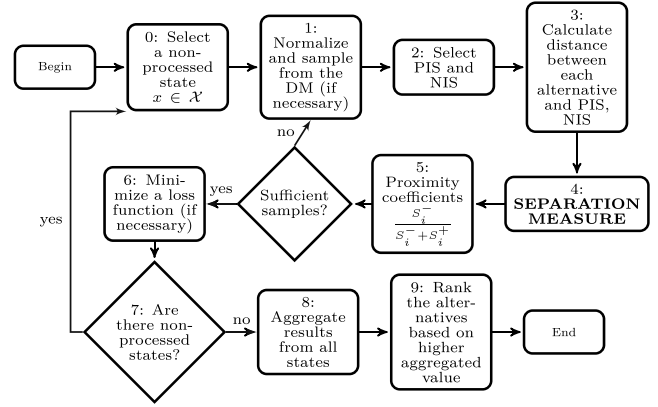 Begin
0: Select
a non-
processed
state
x ∈ 𝒳
1:
Normalize
and sample
from the
DM (if
necessary)
2: Select
PIS and
NIS
3:
Calculate
distance
between
each
alternative
and PIS,
NIS
4:
SEPARATION
MEASURE
5:
Proximity
coefficients
S_i^-
S_i^- + S_i^+
Sufficient
samples?
no
yes
6: Mini-
mize a loss
function (if
necessary)
7: Are
there non-
processed
states?
yes
no
8:
Aggregate
results
from all
states
9: Rank
the alter-
natives
based on
higher
aggregated
value
End